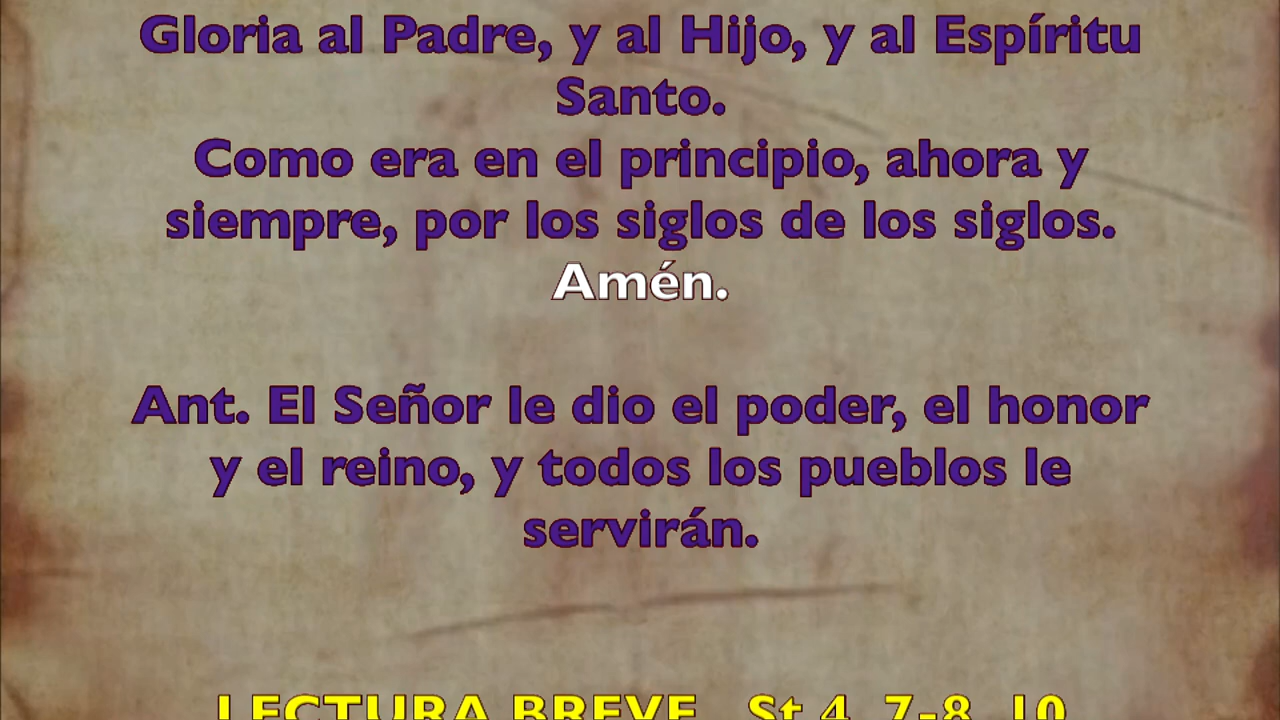 Gloria al Padre, y al Hijo, y al Espíritu
Santo.
Como era en el principio, ahora y
siempre, por los siglos de los siglos.
Amén.
Ant. El Señor le dio el poder, el honor
y el reino, y todos los pueblos le
servirán.
LECTURA BREVE St 4, 7-8. 10